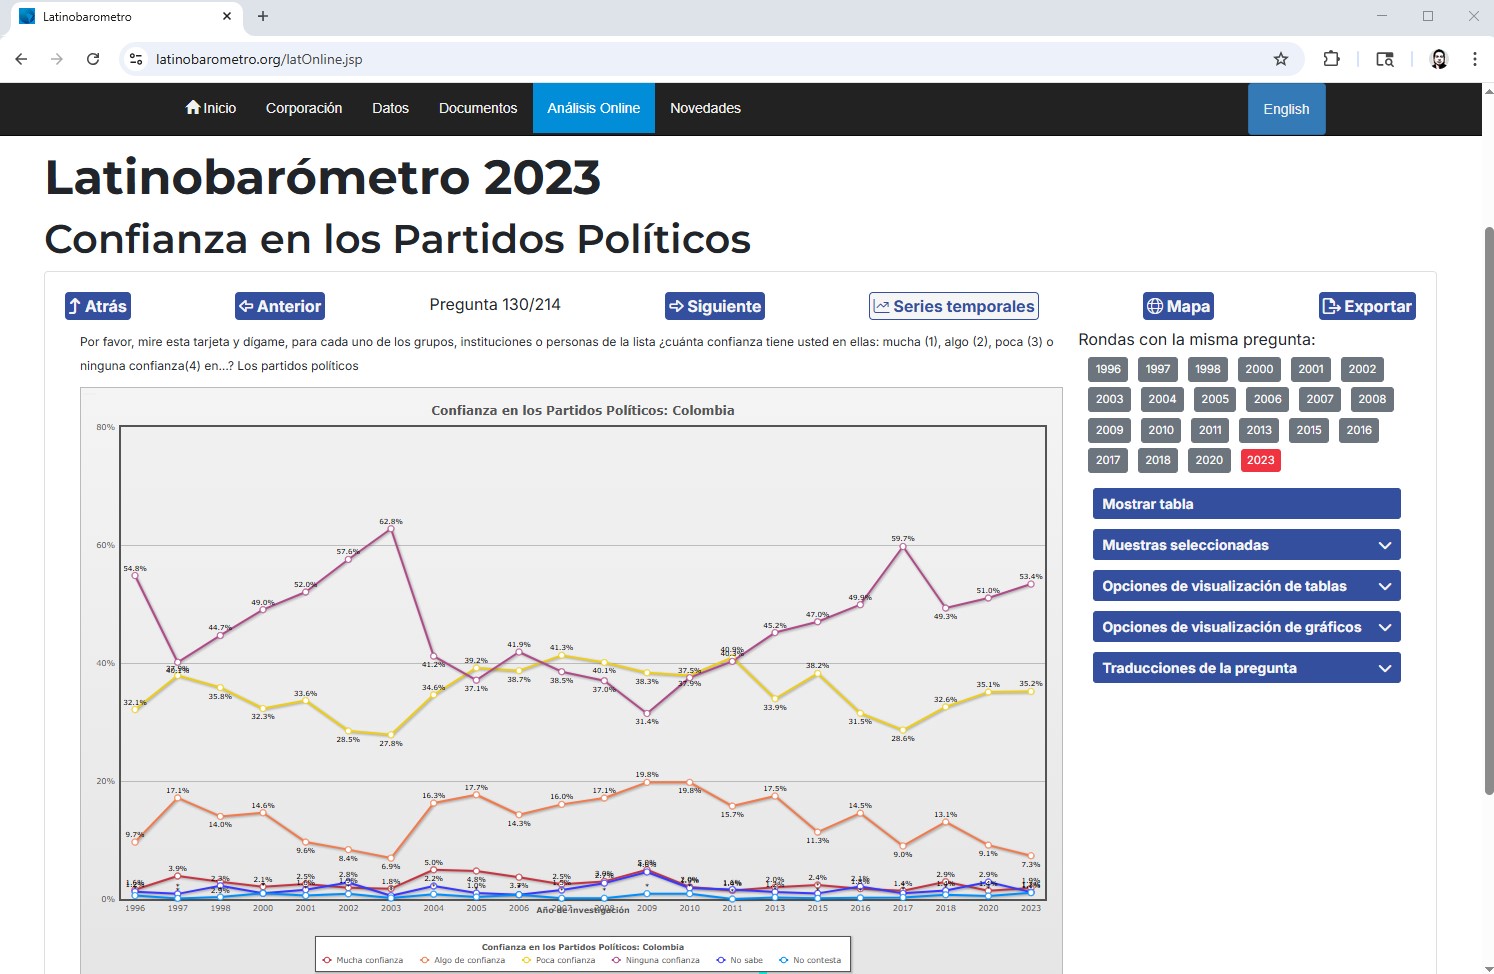 Latinobarometro
latinobarometro.org/latOnline.jsp
Inicio Corporación Datos Documentos Análisis Online Novedades English
Latinobarómetro 2023
Confianza en los Partidos Políticos
Atrás Anterior Pregunta 130/214 Siguiente Series temporales Mapa Exportar
Por favor, mire esta tarjeta y dígame, para cada uno de los grupos, instituciones o personas de la lista ¿cuánta confianza tiene usted en ellas: mucha (1), algo (2), poca (3) o
ninguna confianza(4) en...? Los partidos políticos
Rondas con la misma pregunta:
1996 1997 1998 2000 2001 2002
2003 2004 2005 2006 2007 2008
2009 2010 2011 2013 2015 2016
2017 2018 2020 2023
Mostrar tabla
Muestras seleccionadas
Opciones de visualización de tablas
Opciones de visualización de gráficos
Traducciones de la pregunta
Confianza en los Partidos Políticos: Colombia
80%
60%
40%
20%
0%
54.8% 44.7% 49.0% 52.0% 57.6% 62.8% 41.2% 37.1% 41.9% 38.5% 37.0% 31.4% 37.5% 45.2% 47.0% 49.9% 59.7% 49.3% 51.0% 53.4%
32.1% 35.8% 32.3% 33.6% 28.5% 27.8% 34.6% 39.2% 38.7% 41.3% 40.1% 38.3% 37.9% 40.9% 33.9% 38.2% 31.5% 28.6% 32.6% 35.1% 35.2%
9.7% 17.1% 14.0% 14.6% 9.6% 8.4% 6.9% 16.3% 17.7% 14.3% 16.0% 17.1% 19.8% 19.8% 15.7% 17.5% 11.3% 14.5% 9.0% 13.1% 9.1% 7.3%
3.9% 2.3% 2.1% 2.5% 2.8% 1.8% 5.0% 2.2% 4.8% 1.0% 2.5% 2.0% 2.4% 2.1% 1.4% 2.9% 2.9% 1.9%
1996 1997 1998 2000 2001 2002 2003 2004 2005 2006 2007 2008 2009 2010 2011 2013 2015 2016 2017 2018 2020 2023
Año de investigación
Confianza en los Partidos Políticos: Colombia
Mucha confianza Algo de confianza Poca confianza Ninguna confianza No sabe No contesta